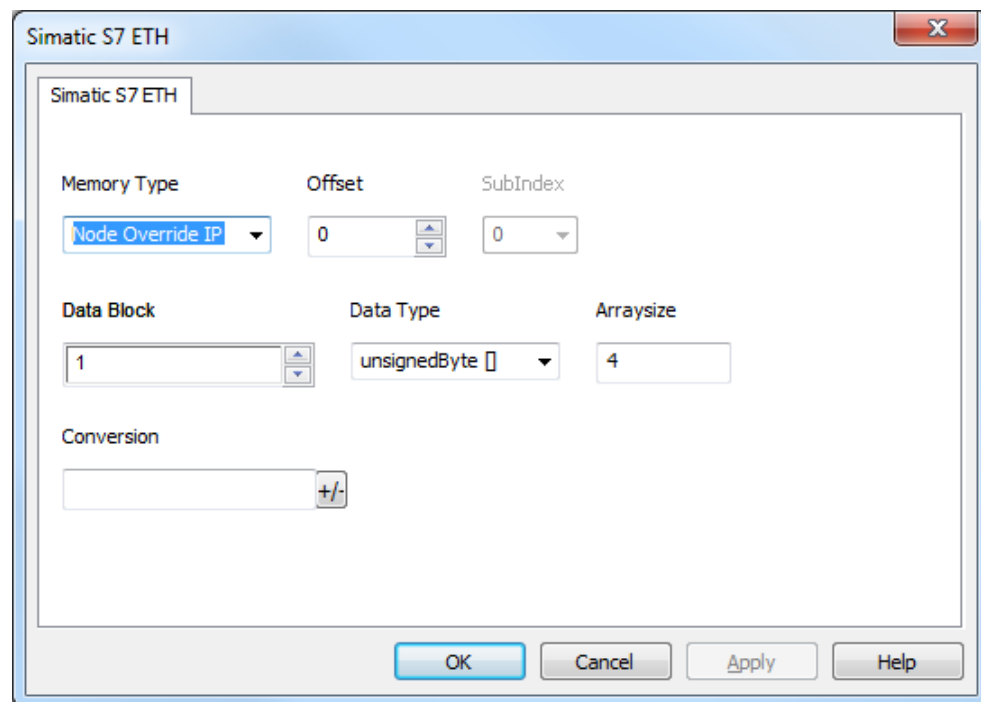 Simatic S7 ETH
Simatic S7 ETH
Memory Type Offset SubIndex
Node Override IP 0 0
Data Block Data Type Arraysize
1 unsignedByte [] 4
Conversion
+/-
OK Cancel Apply Help